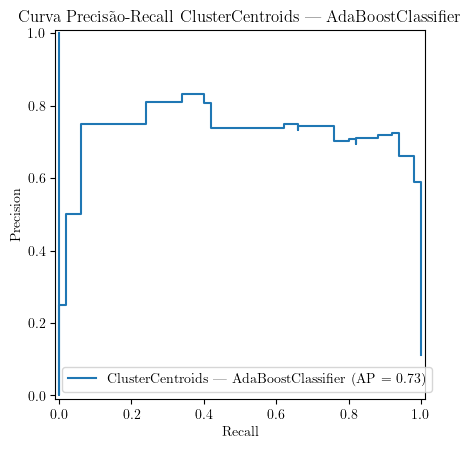 Curva Precisão-Recall ClusterCentroids — AdaBoostClassifier
1.0
0.8
0.6
0.4
0.2
0.0
Precision
ClusterCentroids — AdaBoostClassifier (AP = 0.73)
0.0 0.2 0.4 0.6 0.8 1.0
Recall